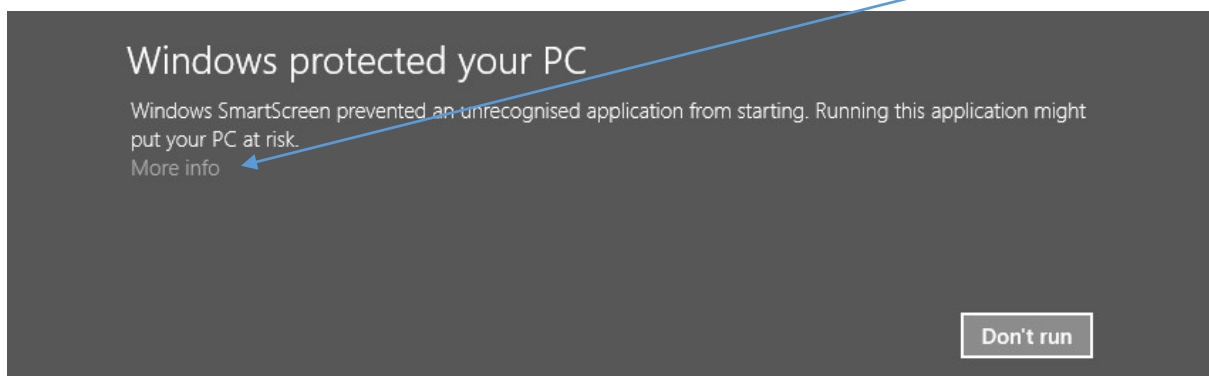 Windows protected your PC
Windows SmartScreen prevented an unrecognised application from starting. Running this application might
put your PC at risk.
More info
Don't run